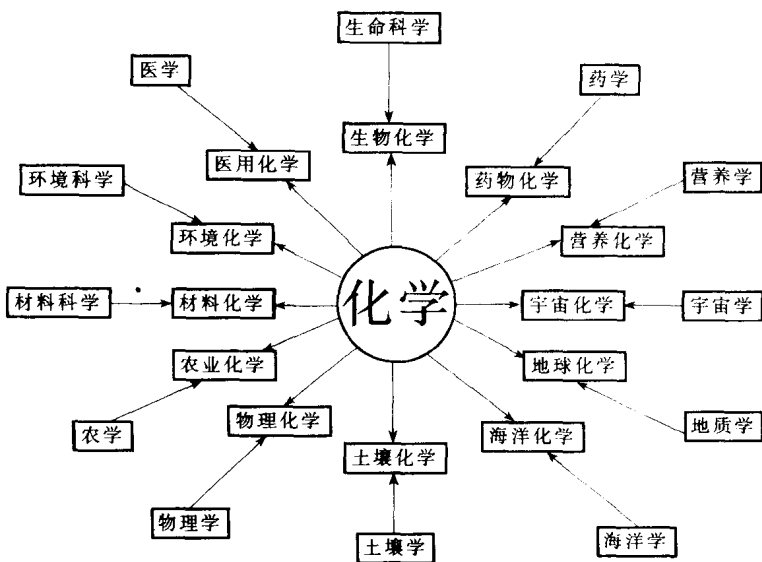 生命科学
医学
药学
生物化学
医用化学
药物化学
环境科学
营养学
环境化学
营养化学
材料科学
材料化学
化学
宇宙化学
宇宙学
农业化学
地球化学
农学
物理化学
土壤化学
海洋化学
地质学
物理学
土壤学
海洋学